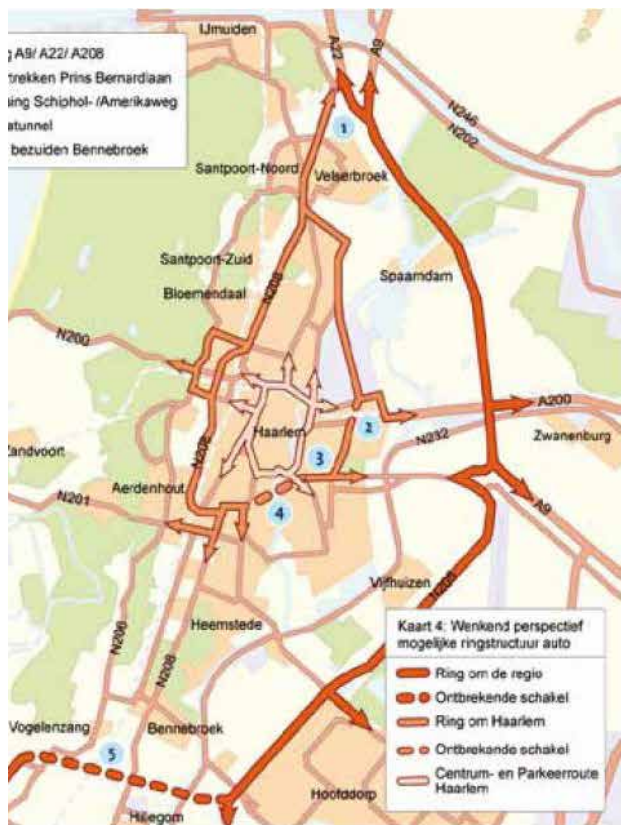 IJmuiden
A22
A9
g A9/ A22/ A208
trekken Prins Bernardlaan
sing Schiphol- /Amerikaweg
atunnel
bezuiden Bennebroek
N246
N202
1
Santpoort-Noord
Velserbroek
Santpoort-Zuid
Bloemendaal
N208
Spaarndam
N200
A200
Haarlem
2
N232
Zwanenburg
Zandvoort
N208
3
Aerdenhout
N201
4
A9
Vijfhuizen
N205
Heemstede
N206
N208
Vogelenzang
Bennebroek
5
Hillegom
Hoofddorp
Kaart 4: Wenkend perspectief
mogelijke ringstructuur auto
Ring om de regio
Ontbrekende schakel
Ring om Haarlem
Ontbrekende schakel
Centrum- en Parkeerroute
Haarlem